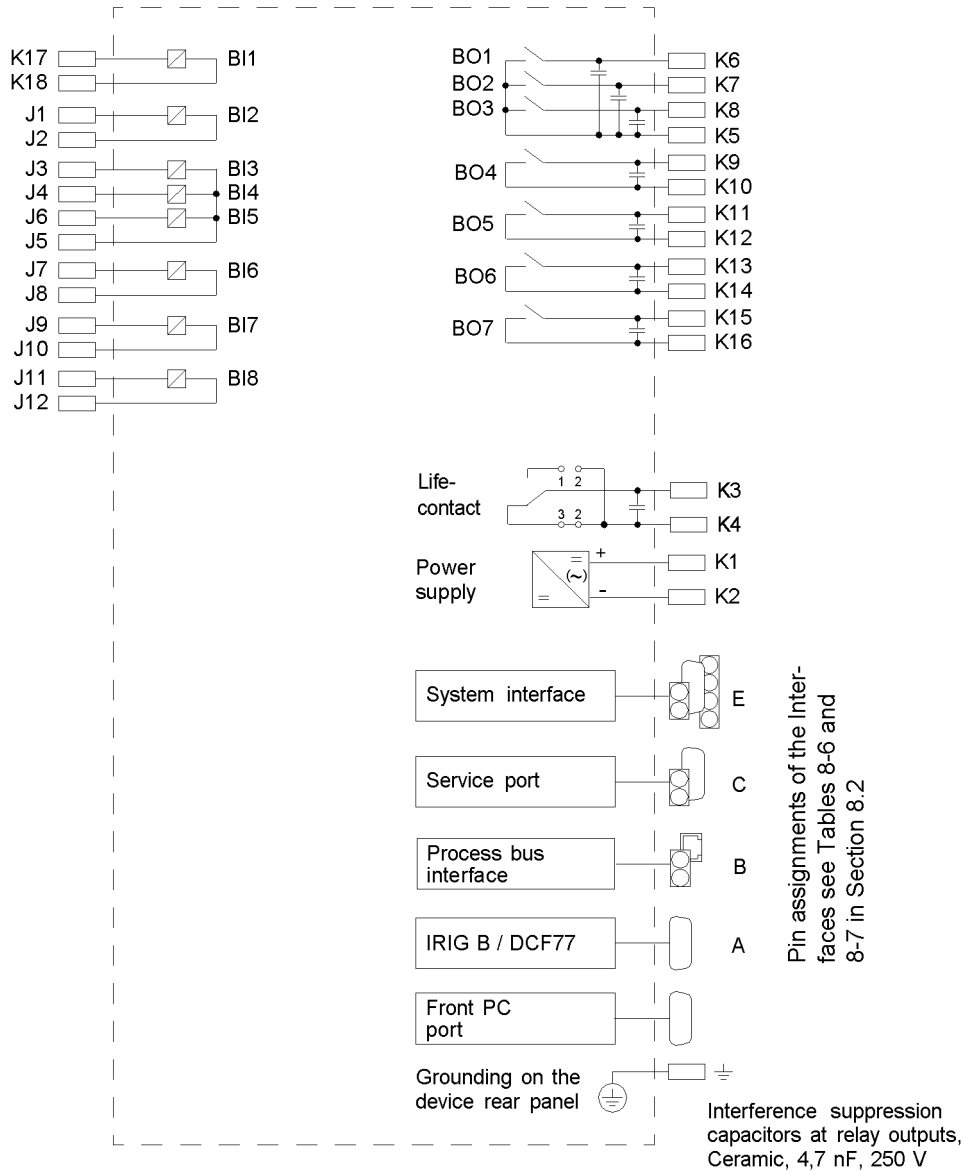 K17
BI1
K18
J1
BI2
J2
J3
BI3
J4
BI4
J6
BI5
J5
J7
BI6
J8
J9
BI7
J10
J11
BI8
J12
BO1
K6
BO2
K7
BO3
K8
K5
BO4
K9
K10
BO5
K11
K12
BO6
K13
K14
BO7
K15
K16
Life-
contact
1 2
3 2
K3
K4
Power
supply
=
(~)
=
+
-
K1
K2
System interface
E
Service port
C
Process bus
interface
B
IRIG B / DCF77
A
Front PC
port
Grounding on the
device rear panel
Pin assignments of the Inter-
faces see Tables 8-6 and
8-7 in Section 8.2
Interference suppression
capacitors at relay outputs,
Ceramic, 4,7 nF, 250 V